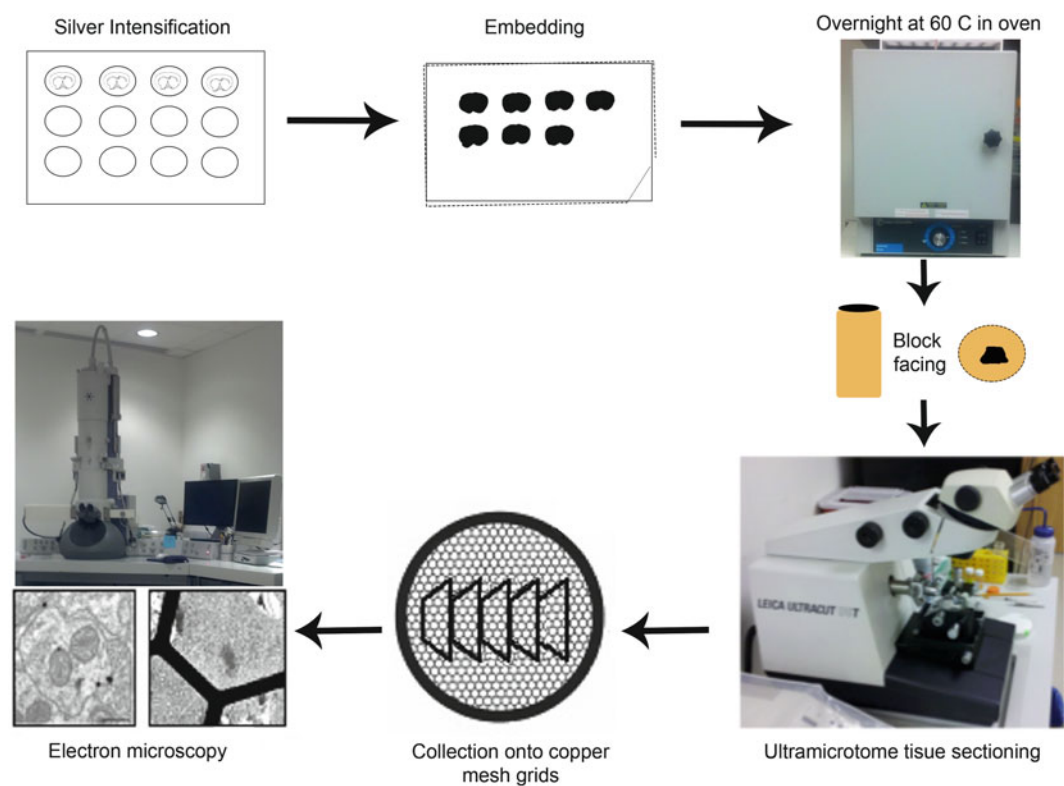 Silver Intensification
Embedding
Overnight at 60 C in oven
Block
facing
LEICA ULTRACUT
Ultramicrotome tissue sectioning
Collection onto copper
mesh grids
Electron microscopy